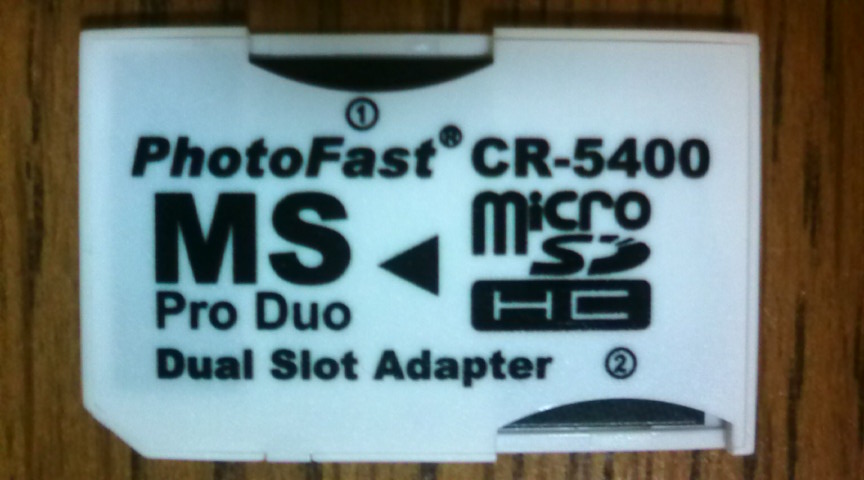 ①
PhotoFast® CR-5400
MS
Pro Duo
micro
SD
HC
Dual Slot Adapter ②